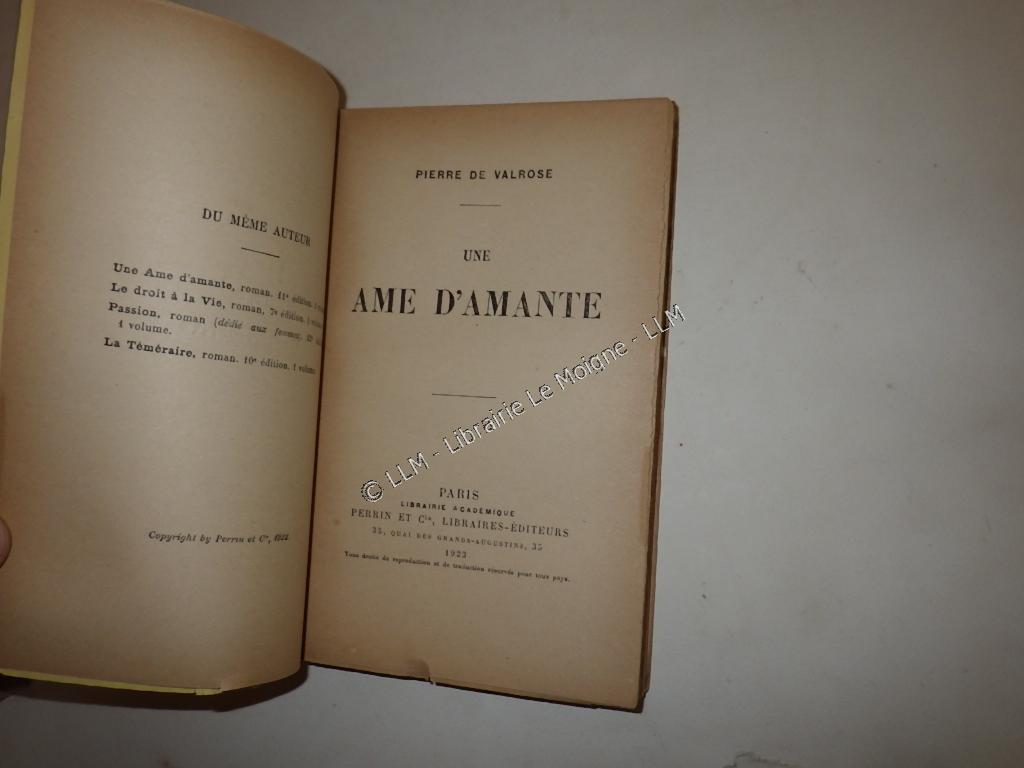 DU MÊME AUTEUR
Une Ame d'amante, roman. 11e édition.
Le droit à la Vie, roman, 7e édition. 1 volume
Passion, roman (dédié aux femmes),
1 volume.
La Téméraire, roman. 10e édition. 1 volume
Copyright by Perrin et Cie, 1922.
PIERRE DE VALROSE
UNE
AME D'AMANTE
PARIS
LIBRAIRIE ACADÉMIQUE
PERRIN ET Cie, LIBRAIRES-ÉDITEURS
35, QUAI DES GRANDS-AUGUSTINS, 35
1923
Tous droits de reproduction et de traduction réservés pour tous pays.
© LLM - Librairie Le Moigne - LLM